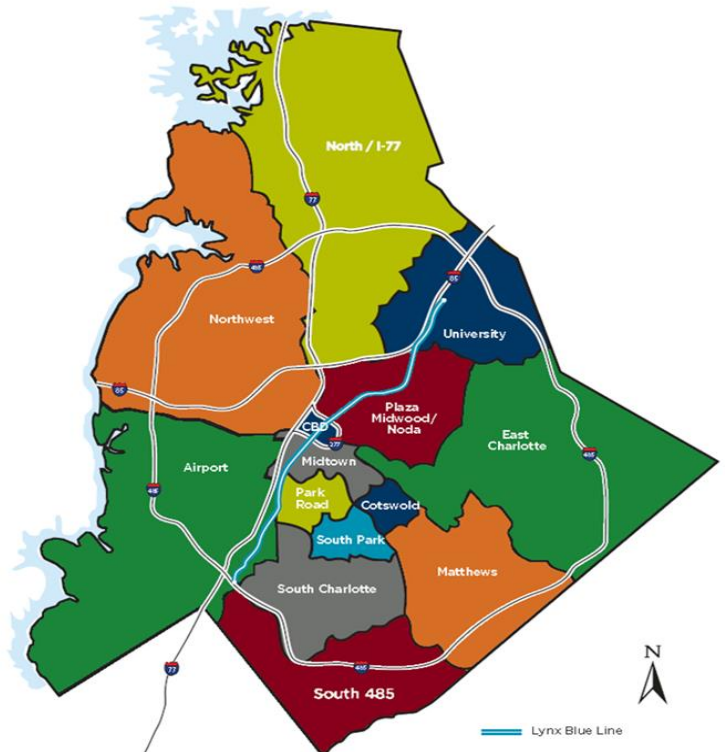 North / I-77
77
485
85
Northwest
University
85
Plaza
Midwood/
Noda
CBD
277
East
Charlotte
Midtown
485
Airport
485
Park
Road
Cotswold
South Park
Matthews
South Charlotte
N
77
485
South 485
Lynx Blue Line